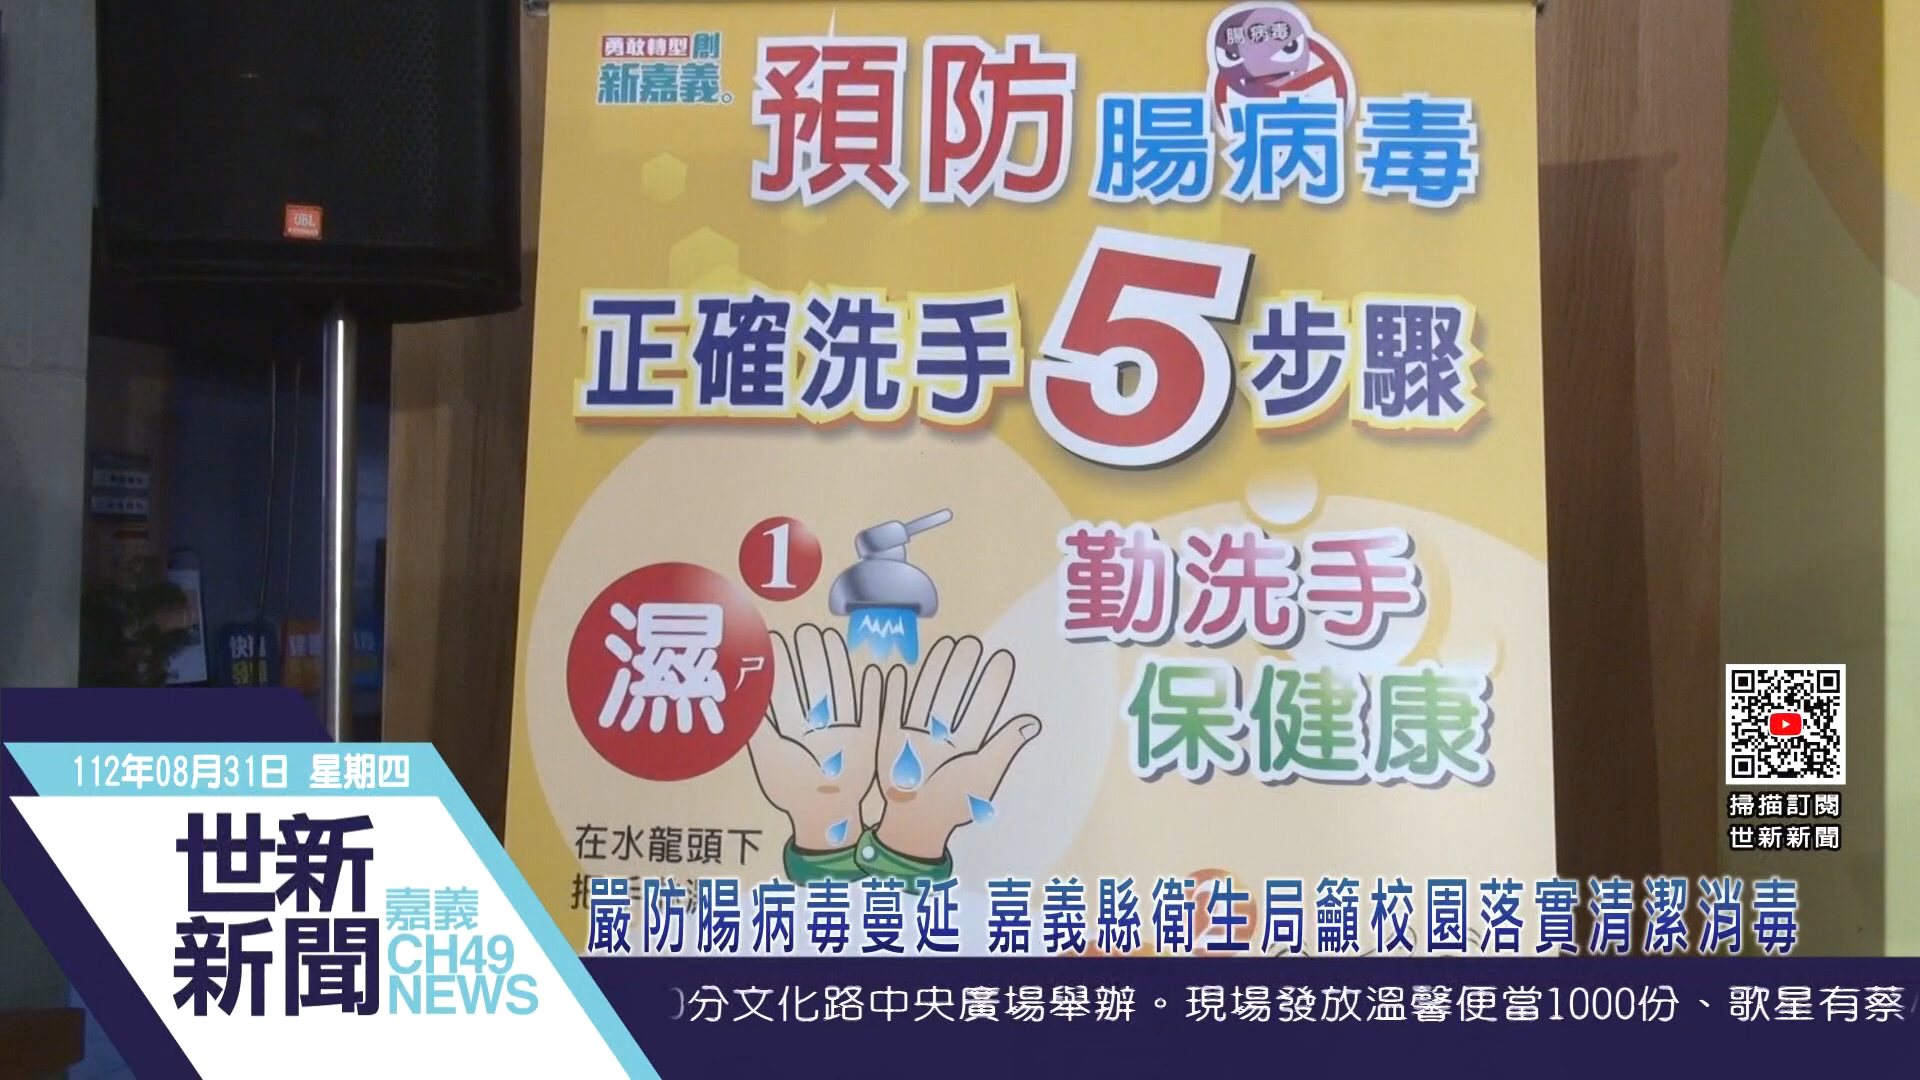 勇敢轉型創
新嘉義。
腸病毒
預防腸病毒
正確洗手5步驟
JBL
1
濕
ㄕ
勤洗手
保健康
在水龍頭下
112年08月31日 星期四
世新
新聞
嘉義
CH49
NEWS
掃描訂閱
世新新聞
嚴防腸病毒蔓延 嘉義縣衛生局籲校園落實清潔消毒
分文化路中央廣場舉辦。現場發放溫馨便當1000份、歌星有蔡